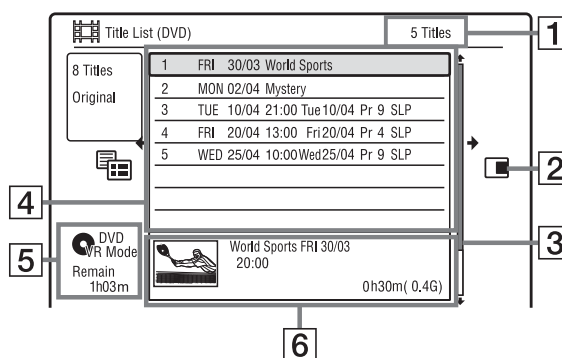 Title List (DVD)
5 Titles
1
8 Titles
Original
1 FRI 30/03 World Sports
2 MON 02/04 Mystery
3 TUE 10/04 21:00 Tue10/04 Pr 9 SLP
4 FRI 20/04 13:00 Fri20/04 Pr 4 SLP
5 WED 25/04 10:00Wed25/04 Pr 9 SLP
2
4
3
5
DVD
VR Mode
Remain
1h03m
World Sports FRI 30/03
20:00
0h30m( 0.4G)
6